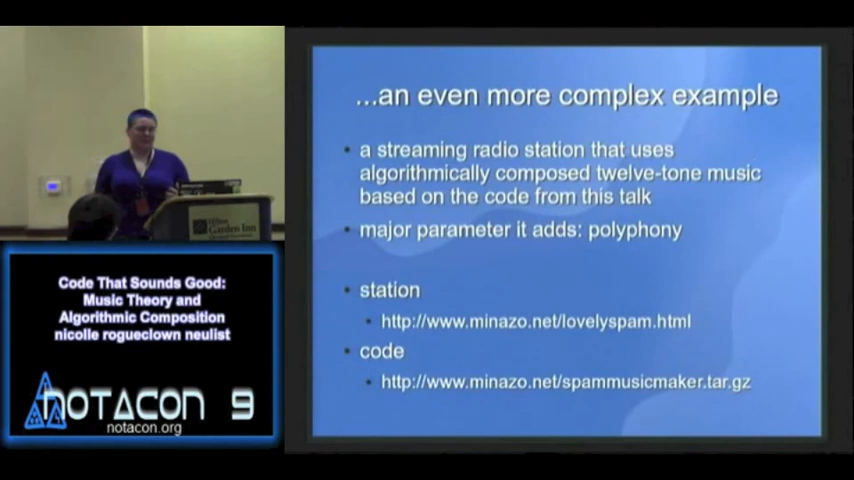 ...an even more complex example
• a streaming radio station that uses
algorithmically composed twelve-tone music
based on the code from this talk
• major parameter it adds: polyphony
• station
• http://www.minazo.net/lovelyspam.html
• code
• http://www.minazo.net/spammusicmaker.tar.gz
Hilton
Garden Inn
Code That Sounds Good:
Music Theory and
Algorithmic Composition
nicolle rogueclown neulist
NOTACON 9
notacon.org